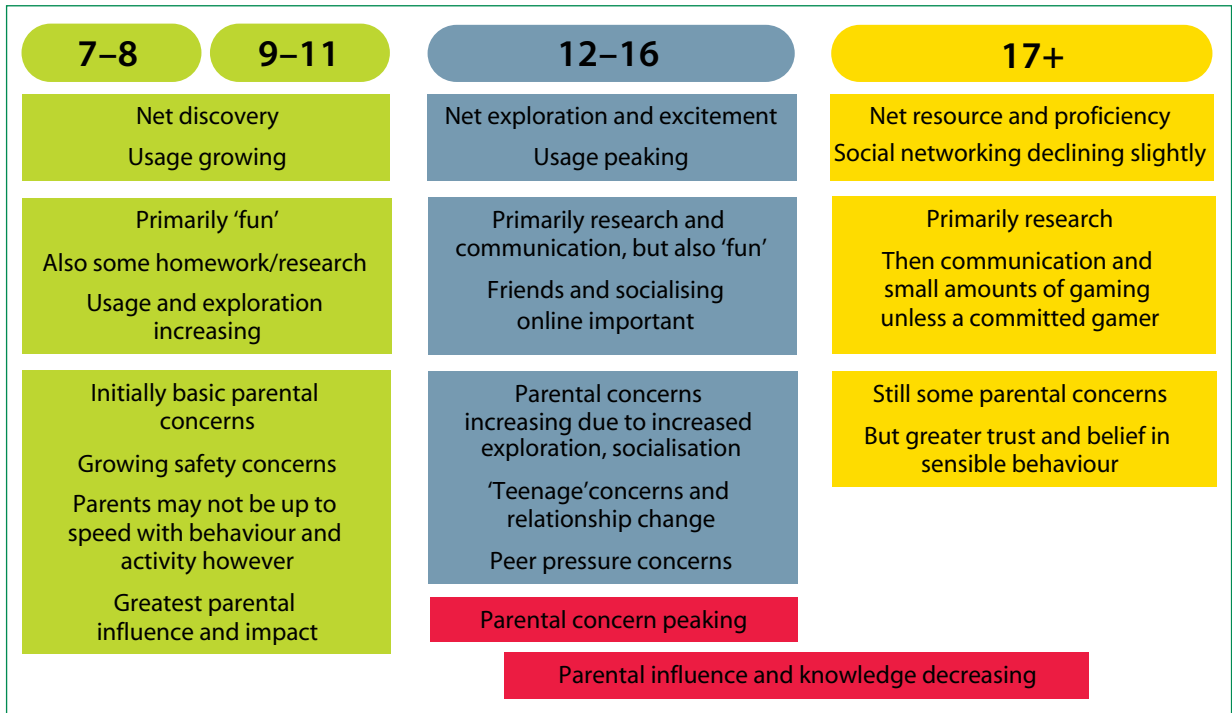 7–8
9–11
Net discovery
Usage growing
Primarily ‘fun’
Also some homework/research
Usage and exploration
increasing
Initially basic parental
concerns
Growing safety concerns
Parents may not be up to
speed with behaviour and
activity however
Greatest parental
influence and impact
12–16
Net exploration and excitement
Usage peaking
Primarily research and
communication, but also ‘fun’
Friends and socialising
online important
Parental concerns
increasing due to increased
exploration, socialisation
‘Teenage’concerns and
relationship change
Peer pressure concerns
Parental concern peaking
17+
Net resource and proficiency
Social networking declining slightly
Primarily research
Then communication and
small amounts of gaming
unless a committed gamer
Still some parental concerns
But greater trust and belief in
sensible behaviour
Parental influence and knowledge decreasing